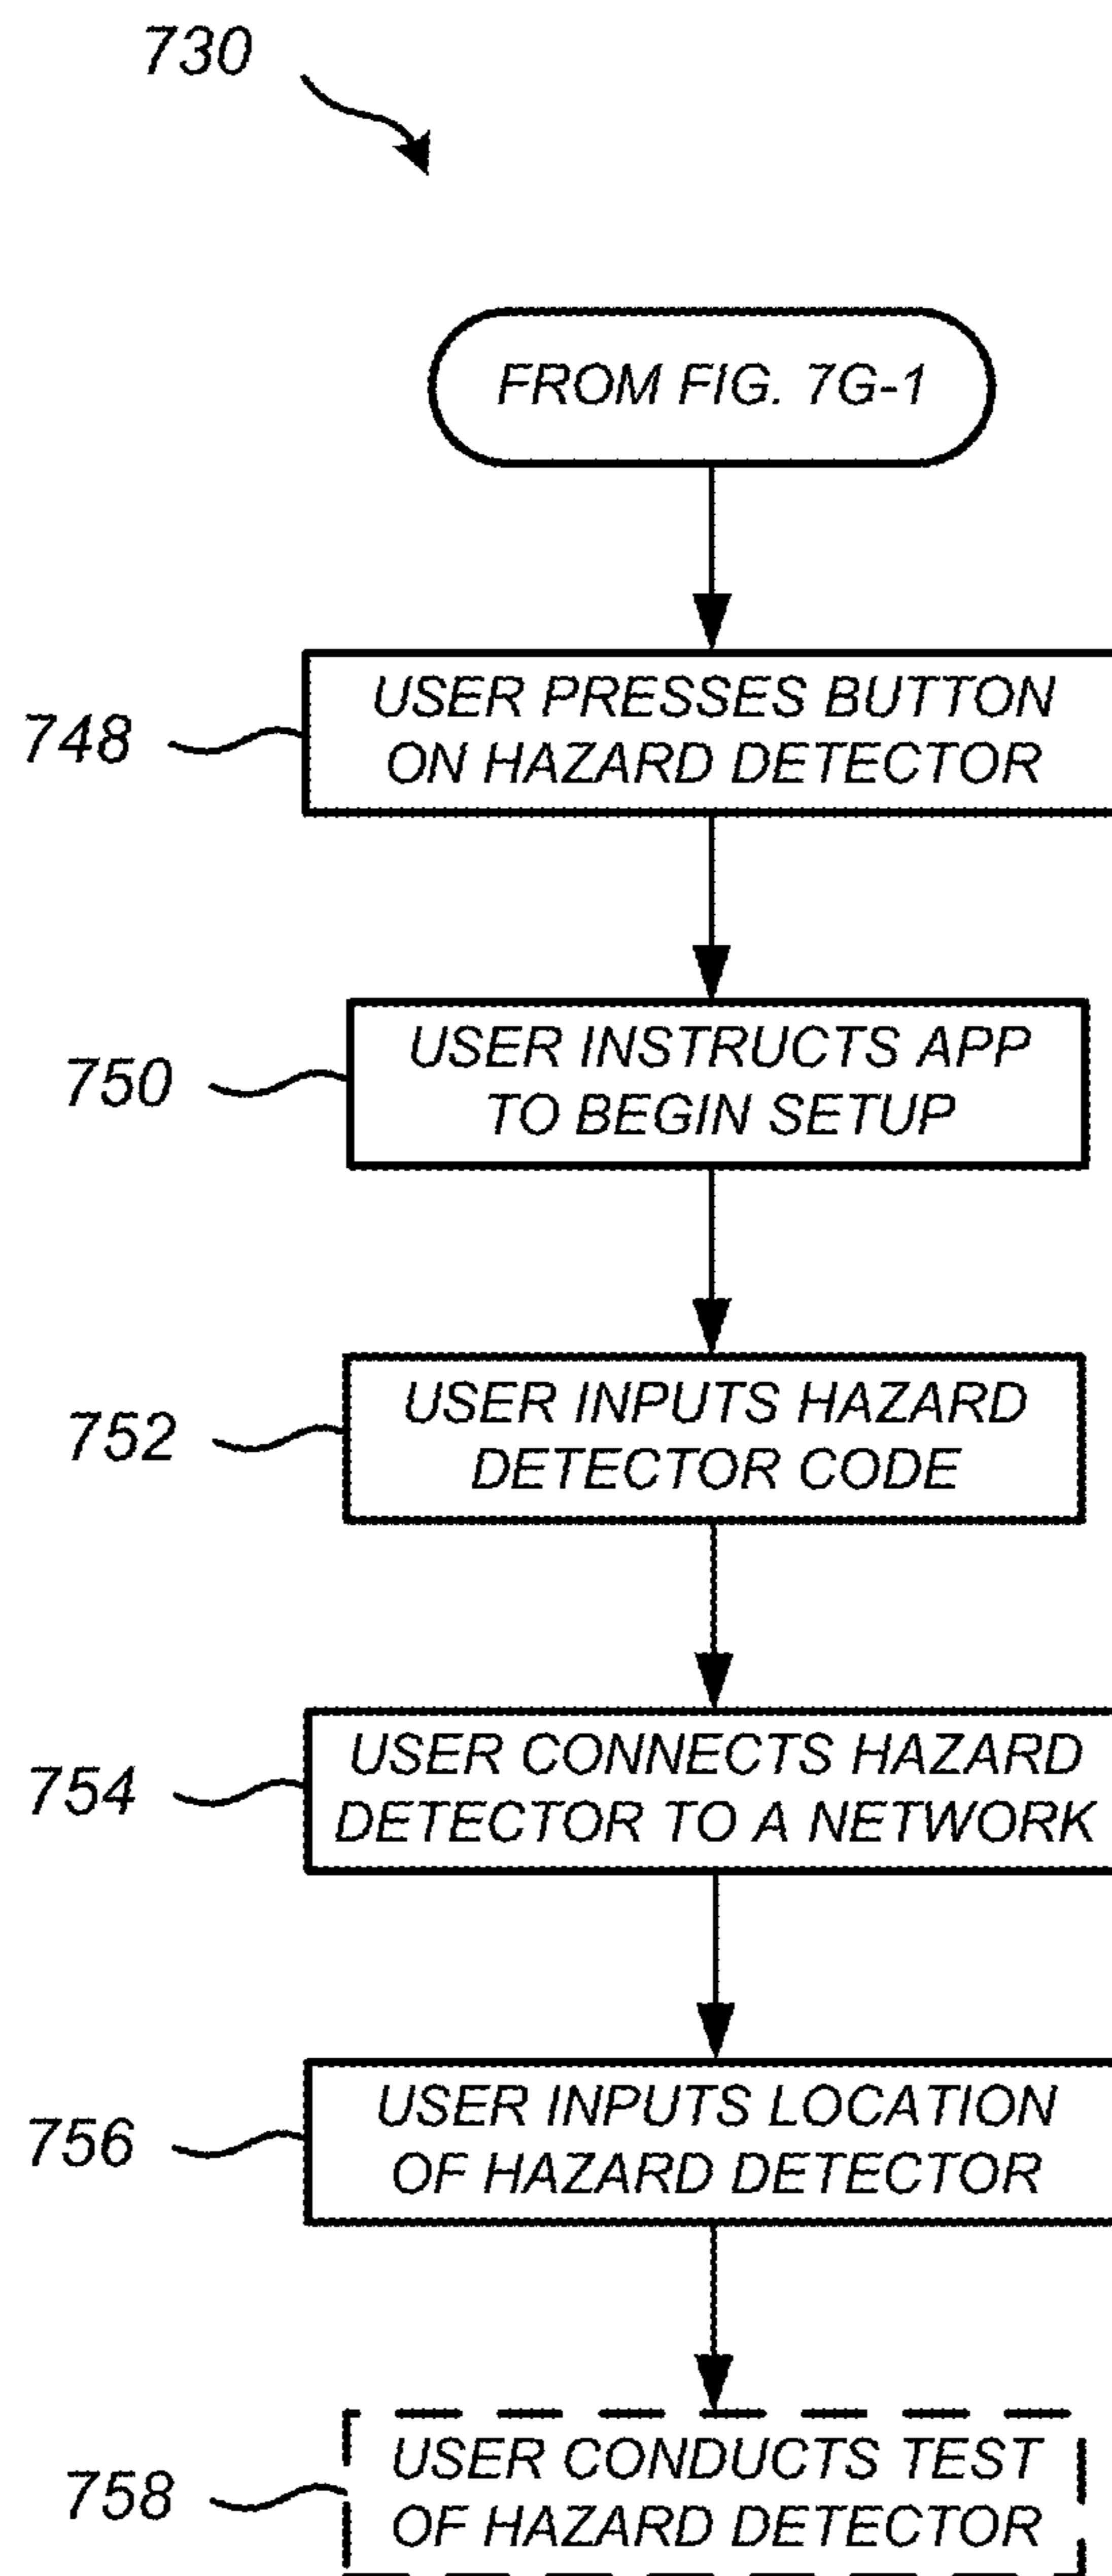 730
FROM FIG. 7G-1
748
USER PRESSES BUTTON
ON HAZARD DETECTOR
750
USER INSTRUCTS APP
TO BEGIN SETUP
752
USER INPUTS HAZARD
DETECTOR CODE
754
USER CONNECTS HAZARD
DETECTOR TO A NETWORK
756
USER INPUTS LOCATION
OF HAZARD DETECTOR
758
USER CONDUCTS TEST
OF HAZARD DETECTOR